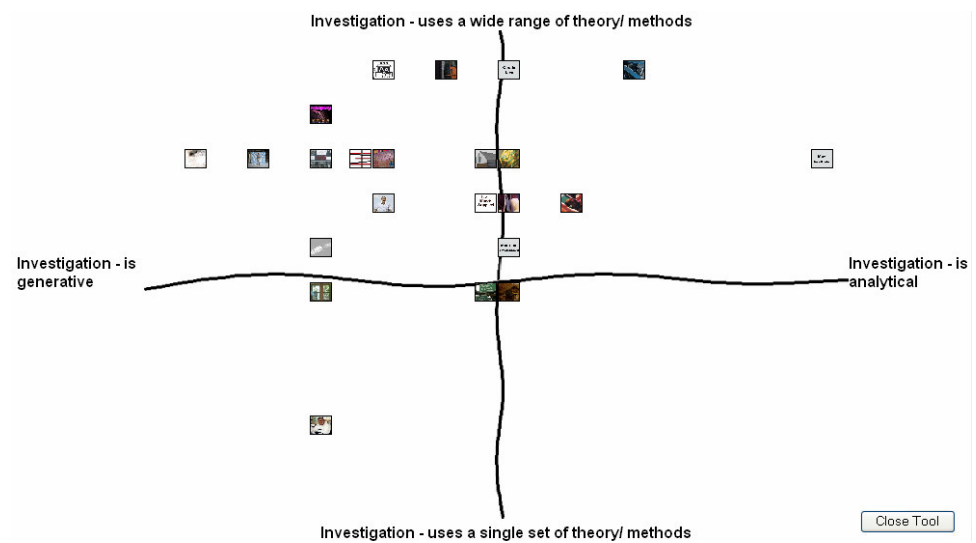 Investigation - uses a wide range of theory/ methods
Investigation - is
generative
Investigation - is
analytical
Investigation - uses a single set of theory/ methods
Close Tool